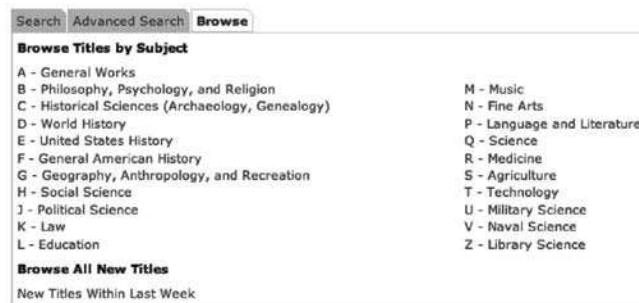 Search Advanced Search Browse
Browse Titles by Subject
A - General Works
B - Philosophy, Psychology, and Religion
C - Historical Sciences (Archaeology, Genealogy)
D - World History
E - United States History
F - General American History
G - Geography, Anthropology, and Recreation
H - Social Science
J - Political Science
K - Law
L - Education
M - Music
N - Fine Arts
P - Language and Literature
Q - Science
R - Medicine
S - Agriculture
T - Technology
U - Military Science
V - Naval Science
Z - Library Science
Browse All New Titles
New Titles Within Last Week